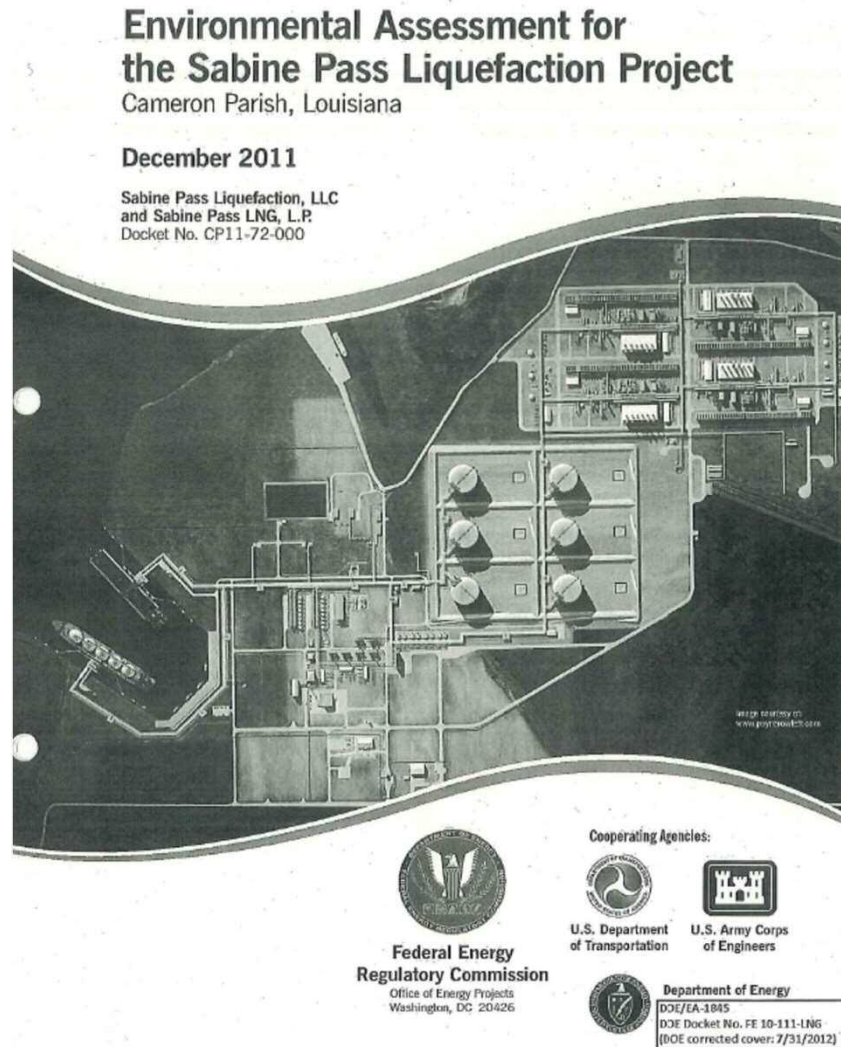 Environmental Assessment for
the Sabine Pass Liquefaction Project
Cameron Parish, Louisiana
December 2011
Sabine Pass Liquefaction, LLC
and Sabine Pass LNG, L.P.
Docket No. CP11-72-000
Image courtesy of:
Cooperating Agencies:
U.S. Department
of Transportation
U.S. Army Corps
of Engineers
Federal Energy
Regulatory Commission
Office of Energy Projects
Washington, DC 20426
Department of Energy
DOE/EA-1845
DOE Docket No. FE 10-111-LNG
(DOE corrected cover: 7/31/2012)